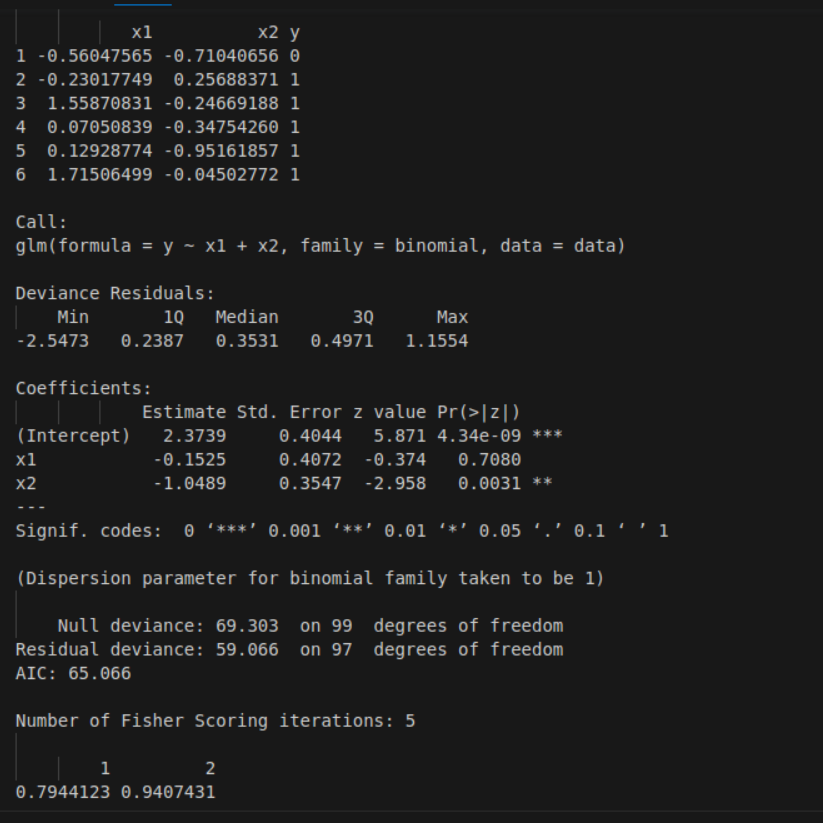 x1 x2 y
1 -0.56047565 -0.71040656 0
2 -0.23017749 0.25688371 1
3 1.55870831 -0.24669188 1
4 0.07050839 -0.34754260 1
5 0.12928774 -0.95161857 1
6 1.71506499 -0.04502772 1
Call:
glm(formula = y ~ x1 + x2, family = binomial, data = data)
Deviance Residuals:
Min 1Q Median 3Q Max
-2.5473 0.2387 0.3531 0.4971 1.1554
Coefficients:
Estimate Std. Error z value Pr(>|z|)
(Intercept) 2.3739 0.4044 5.871 4.34e-09 ***
x1 -0.1525 0.4072 -0.374 0.7080
x2 -1.0489 0.3547 -2.958 0.0031 **
---
Signif. codes: 0 ‘***’ 0.001 ‘**’ 0.01 ‘*’ 0.05 ‘.’ 0.1 ‘ ’ 1
(Dispersion parameter for binomial family taken to be 1)
Null deviance: 69.303 on 99 degrees of freedom
Residual deviance: 59.066 on 97 degrees of freedom
AIC: 65.066
Number of Fisher Scoring iterations: 5
1 2
0.7944123 0.9407431